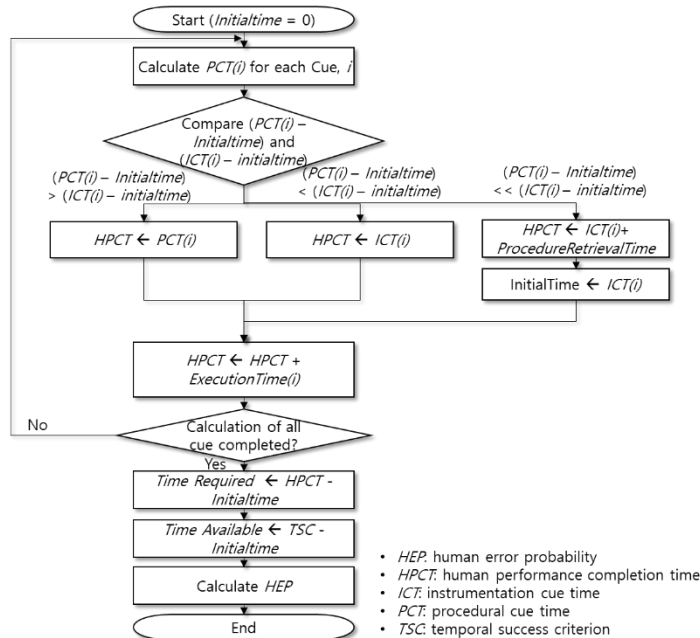 Start (Initialtime = 0)
Calculate PCT(i) for each Cue, i
Compare (PCT(i) –
Initialtime) and
(ICT(i) – initialtime)
(PCT(i) – Initialtime)
> (ICT(i) – initialtime)
(PCT(i) – Initialtime)
< (ICT(i) – initialtime)
(PCT(i) – Initialtime)
<< (ICT(i) – initialtime)
HPCT ← PCT(i)
HPCT ← ICT(i)
HPCT ← ICT(i)+
ProcedureRetrievalTime
InitialTime ← ICT(i)
HPCT ← HPCT +
ExecutionTime(i)
No
Calculation of all
cue completed?
Yes
Time Required ← HPCT -
Initialtime
Time Available ← TSC -
Initialtime
Calculate HEP
End
• HEP: human error probability
• HPCT: human performance completion time
• ICT: instrumentation cue time
• PCT: procedural cue time
• TSC: temporal success criterion